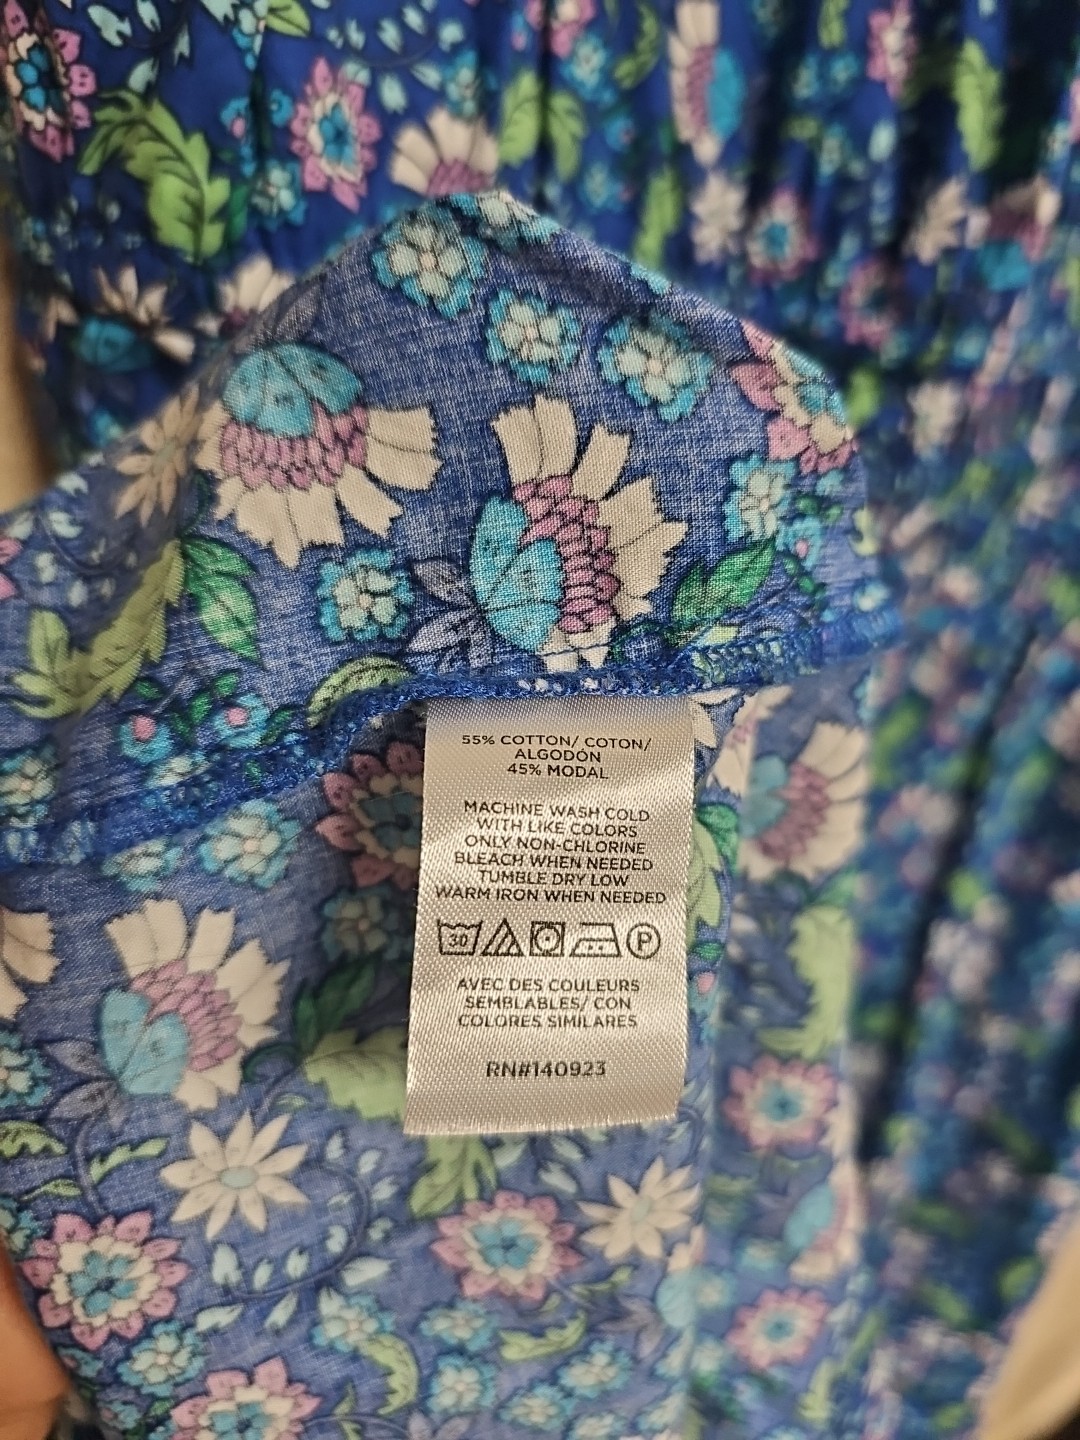 55% COTTON/ COTON/
ALGODÓN
45% MODAL
MACHINE WASH COLD
WITH LIKE COLORS
ONLY NON-CHLORINE
BLEACH WHEN NEEDED
TUMBLE DRY LOW
WARM IRON WHEN NEEDED
30 P
AVEC DES COULEURS
SEMBLABLES/ CON
COLORES SIMILARES
RN#140923